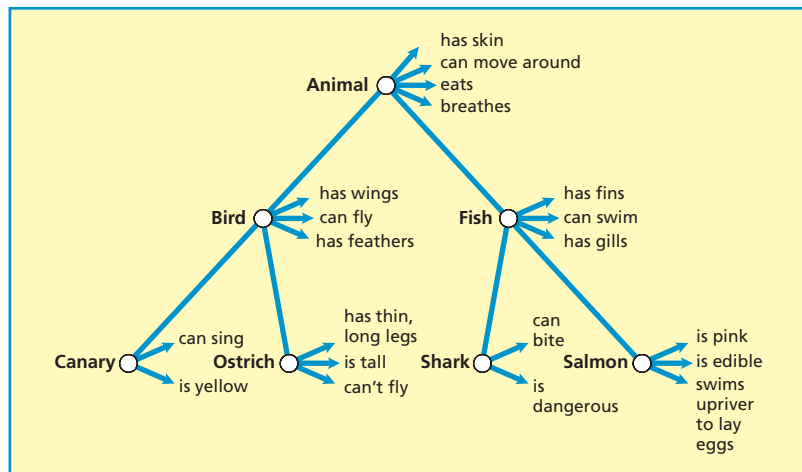 Animal
has skin
can move around
eats
breathes
Bird
has wings
can fly
has feathers
Fish
has fins
can swim
has gills
Canary
can sing
is yellow
Ostrich
has thin,
long legs
is tall
can't fly
Shark
can
bite
is
dangerous
Salmon
is pink
is edible
swims
upriver
to lay
eggs